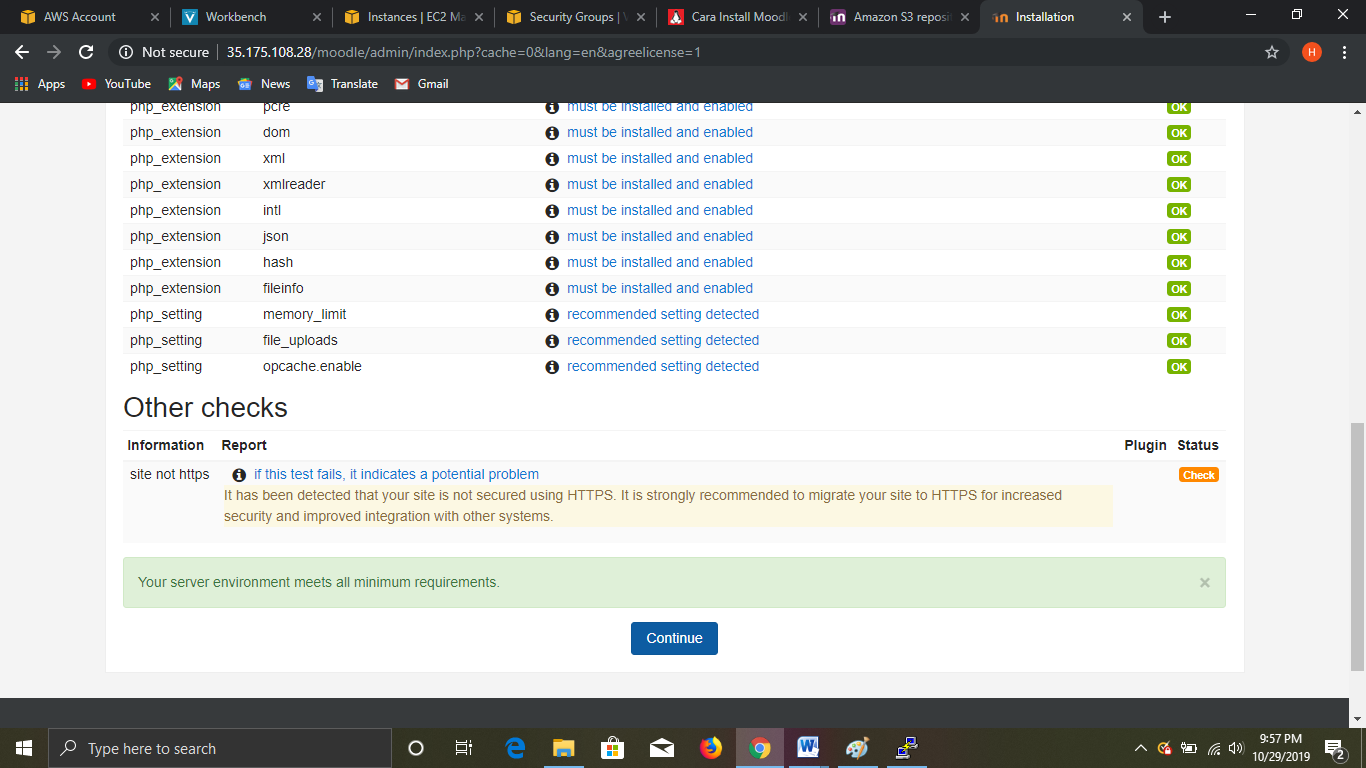 AWS Account
Workbench
Instances | EC2 Ma
Security Groups | V
Cara Install Moodl
Amazon S3 reposi
Installation
Not secure | 35.175.108.28/moodle/admin/index.php?cache=0&lang=en&agreelicense=1
H
Apps YouTube Maps News Translate Gmail
php_extension pcre must be installed and enabled OK
php_extension dom must be installed and enabled OK
php_extension xml must be installed and enabled OK
php_extension xmlreader must be installed and enabled OK
php_extension intl must be installed and enabled OK
php_extension json must be installed and enabled OK
php_extension hash must be installed and enabled OK
php_extension fileinfo must be installed and enabled OK
php_setting memory_limit recommended setting detected OK
php_setting file_uploads recommended setting detected OK
php_setting opcache.enable recommended setting detected OK
Other checks
Information Report Plugin Status
site not https if this test fails, it indicates a potential problem Check
It has been detected that your site is not secured using HTTPS. It is strongly recommended to migrate your site to HTTPS for increased
security and improved integration with other systems.
Your server environment meets all minimum requirements. ×
Continue
Type here to search
9:57 PM
10/29/2019
2